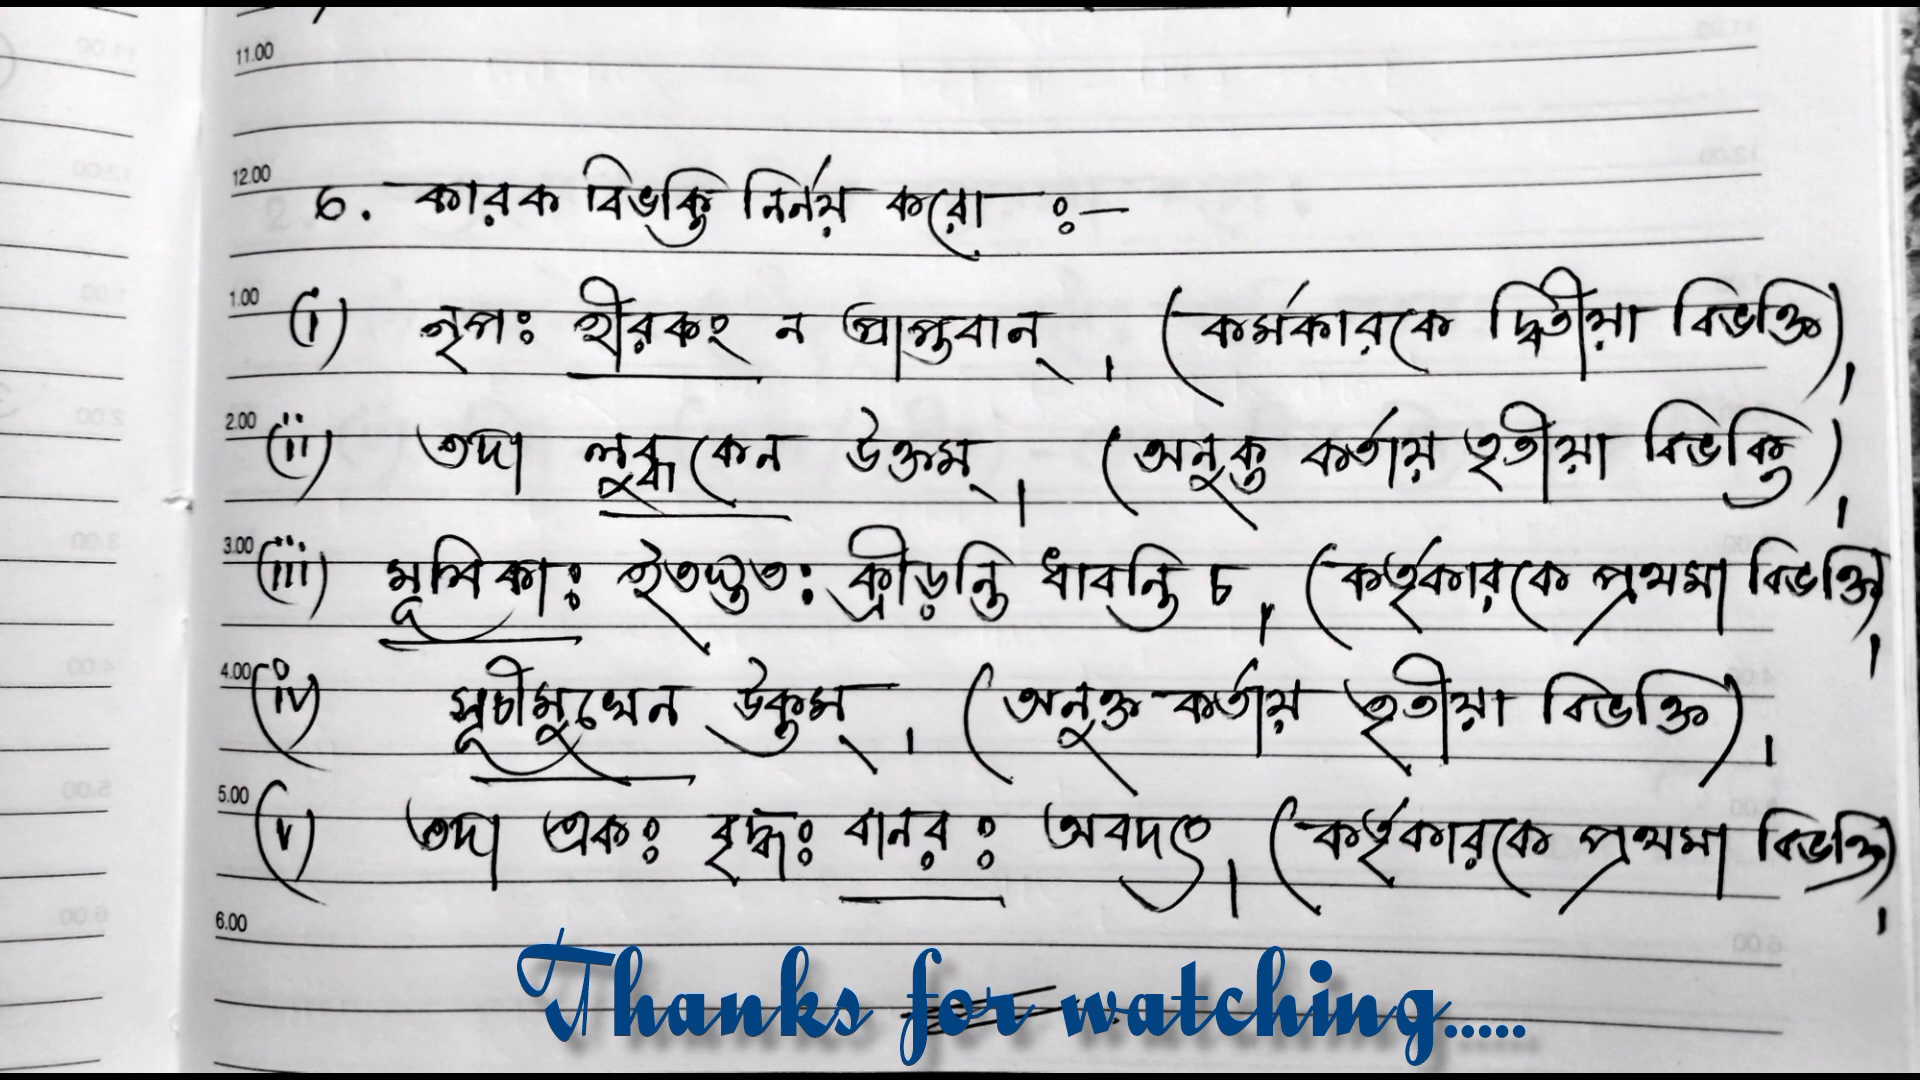 11.00
12.00
৬. কারক বিভক্তি নির্নয় করো ঃ—
1.00 (i) নৃপঃ হীরকং ন প্রাপ্তবান্ । (কর্মকারকে দ্বিতীয়া বিভক্তি) ।
2.00 (ii) তদা লুব্ধকেন উক্তম্ । (অনুক্ত কর্তায় তৃতীয়া বিভক্তি) ।
3.00 (iii) মূষিকাঃ ইতস্তুতঃ ক্রীড়ন্তি ধাবন্তি চ । (কর্তৃকারকে প্রথমা বিভক্তি) ।
4.00 (iv) সূচীমুখেন উক্তম্ । (অনুক্ত কর্তায় তৃতীয়া বিভক্তি) ।
5.00 (v) তদা একঃ বৃদ্ধঃ বানরঃ অবদৎ । (কর্তৃকারকে প্রথমা বিভক্তি) ।
6.00
Thanks for watching.....